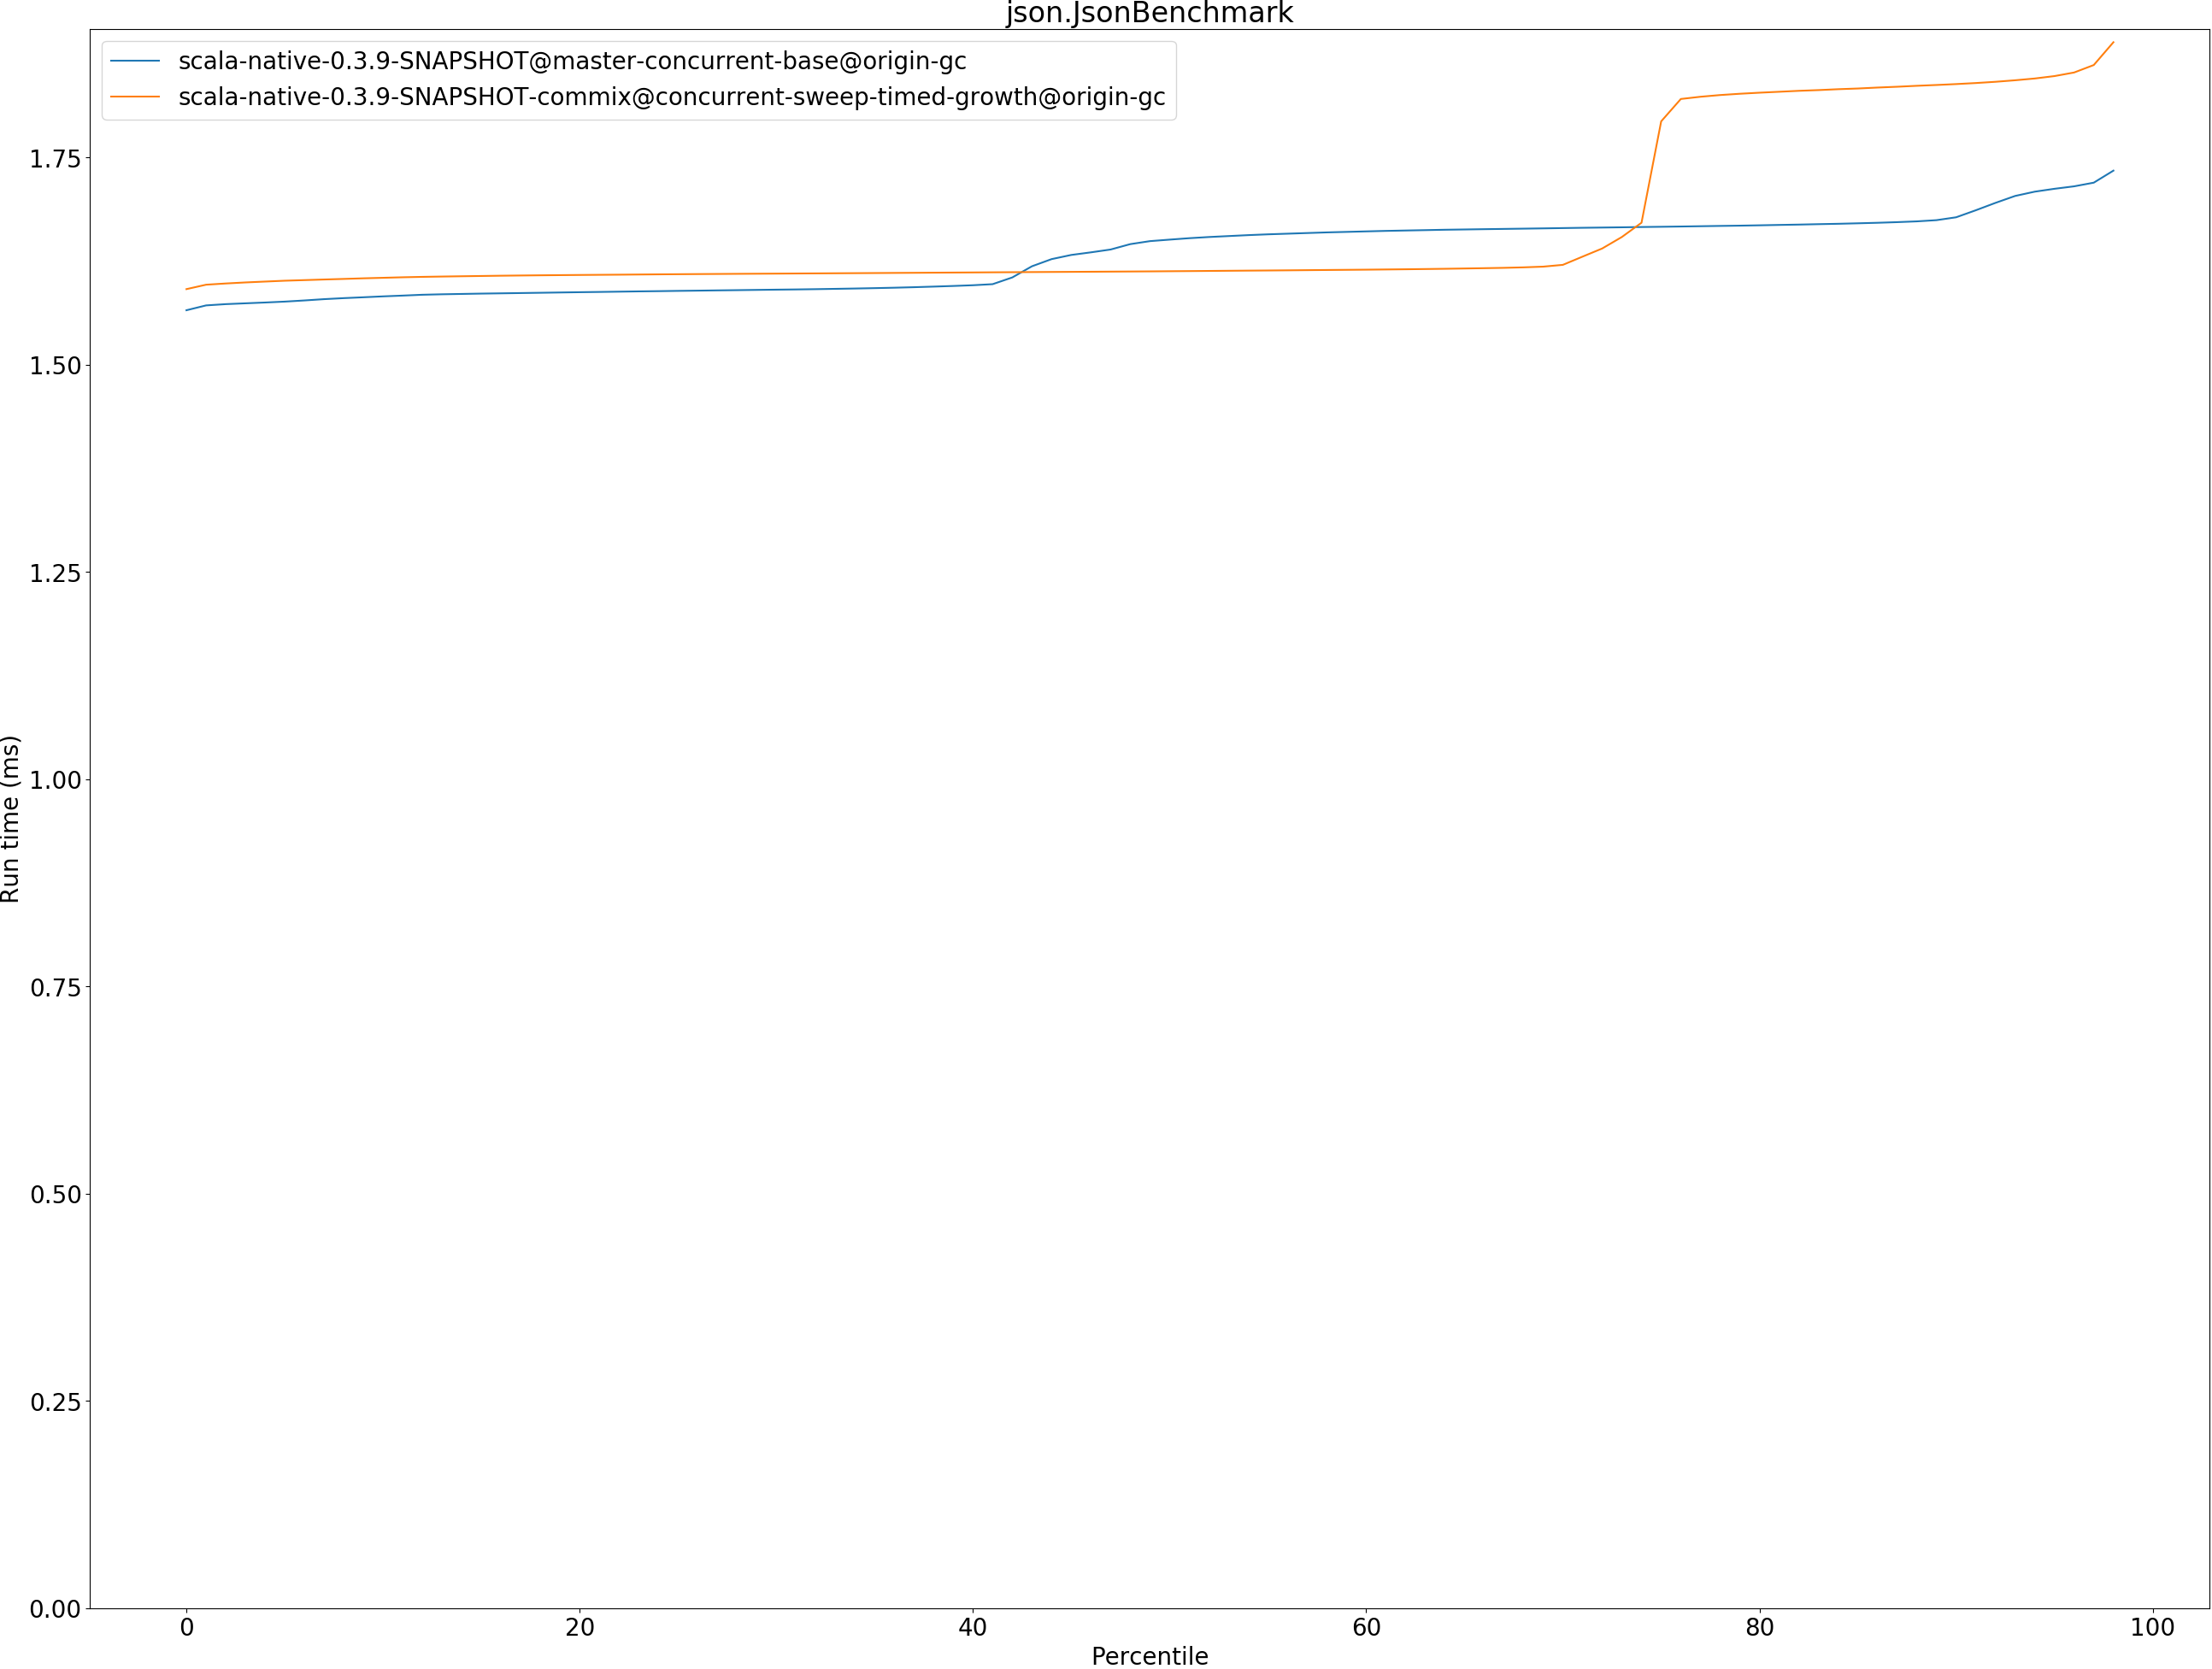 json.JsonBenchmark
scala-native-0.3.9-SNAPSHOT@master-concurrent-base@origin-gc
scala-native-0.3.9-SNAPSHOT-commix@concurrent-sweep-timed-growth@origin-gc
1.75
1.50
1.25
1.00
0.75
0.50
0.25
0.00
Run time (ms)
0 20 40 60 80 100
Percentile